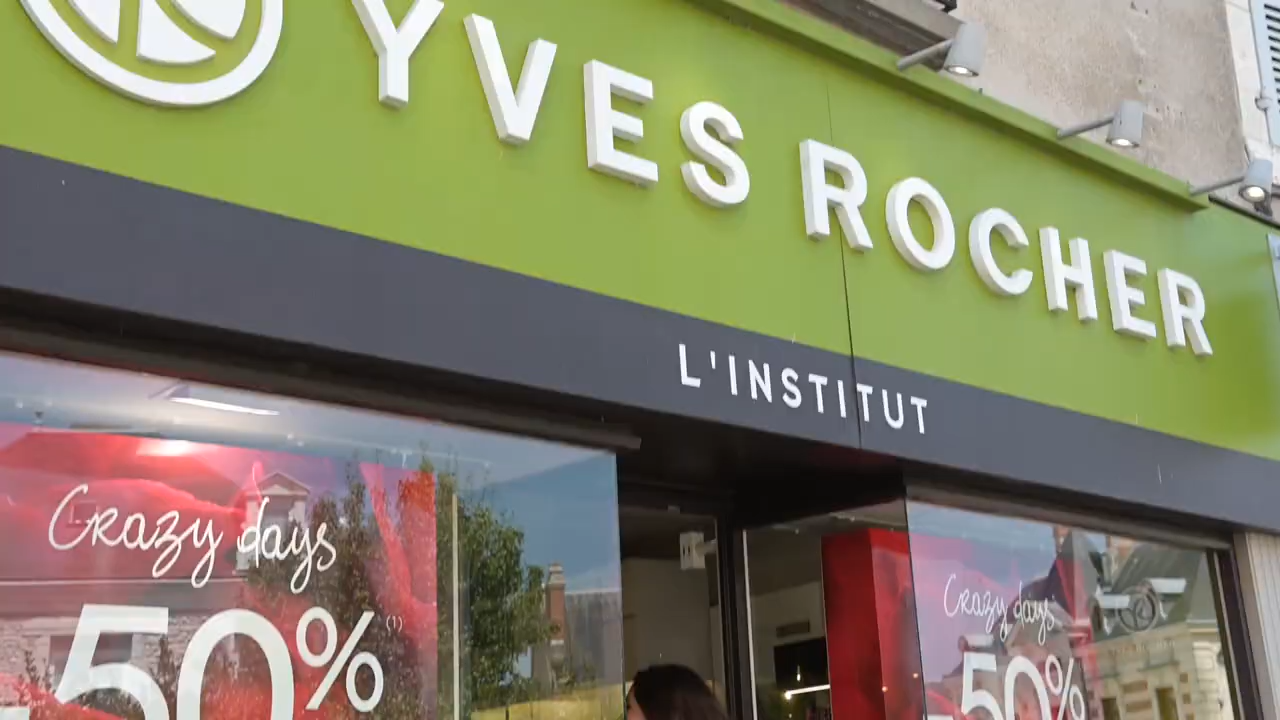 YVES ROCHER
L'INSTITUT
Crazy days
-50%(1)
Crazy days
-50%